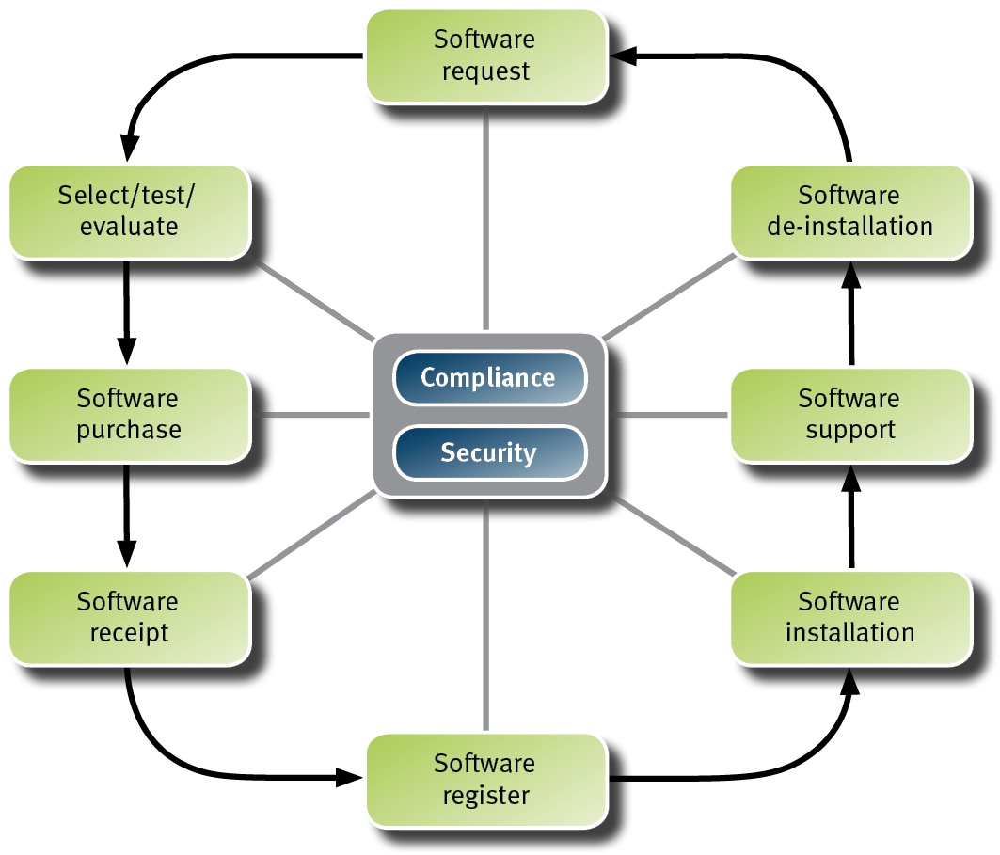 Software
request
Select/test/
evaluate
Software
de-installation
Compliance
Security
Software
purchase
Software
support
Software
receipt
Software
installation
Software
register